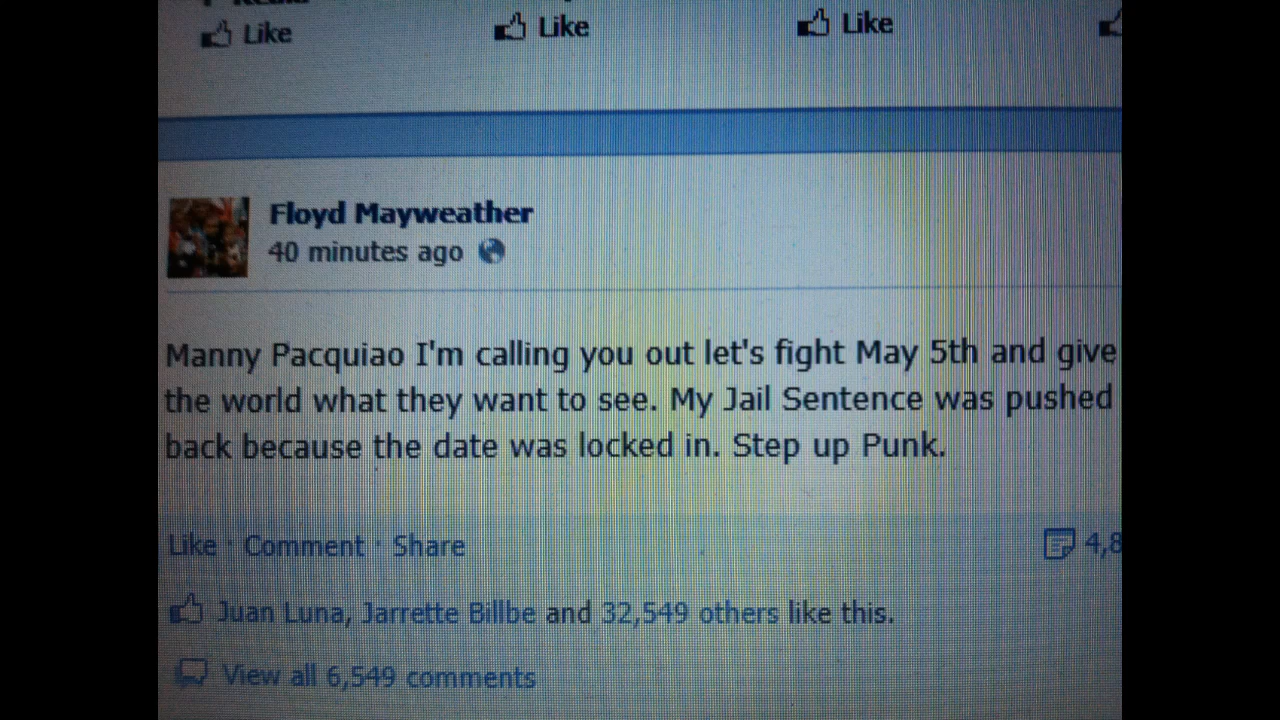 Like Like Like
Floyd Mayweather
40 minutes ago
Manny Pacquiao I'm calling you out let's fight May 5th and give
the world what they want to see. My Jail Sentence was pushed
back because the date was locked in. Step up Punk.
Like · Comment · Share 4,8
Juan Luna, Jarrette Billbe and 32,549 others like this.
View all 6,549 comments